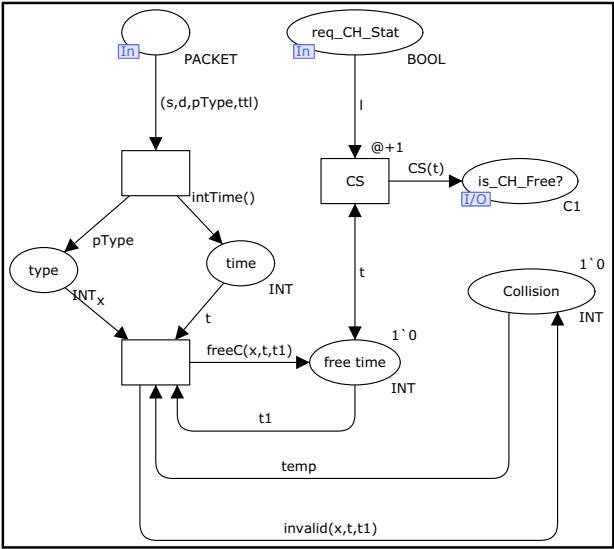 In
PACKET
req_CH_Stat
In
BOOL
(s,d,pType,ttl)
l
@+1
CS
CS(t)
is_CH_Free?
I/O
C1
intTime()
pType
type
INT
x
time
INT
t
t
1`0
Collision
INT
freeC(x,t,t1)
1`0
free time
INT
t1
temp
invalid(x,t,t1)